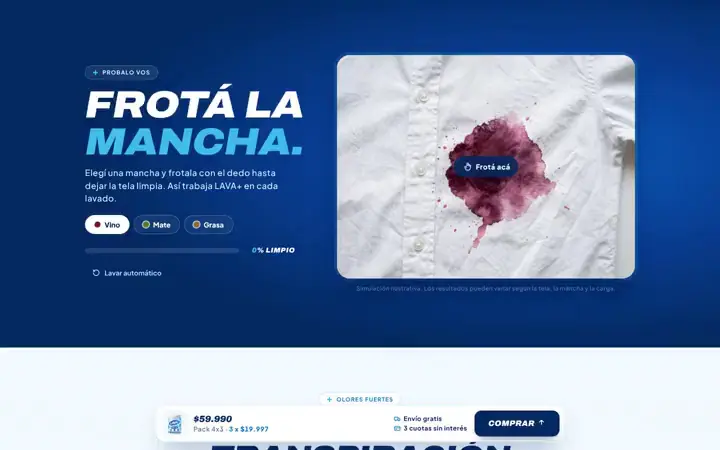 PROBALO VOS
FROTÁ LA
MANCHA.
Elegí una mancha y frotala con el dedo hasta
dejar la tela limpia. Así trabaja LAVA+ en cada
lavado.
Vino
Mate
Grasa
0% LIMPIO
Lavar automático
Frotá acá
Simulación ilustrativa. Los resultados pueden variar según la tela, la mancha y la carga.
OLORES FUERTES
$59.990
Pack 4x3 · 3 x $19.997
Envío gratis
3 cuotas sin interés
COMPRAR ↑
TRANSPIRACIÓN